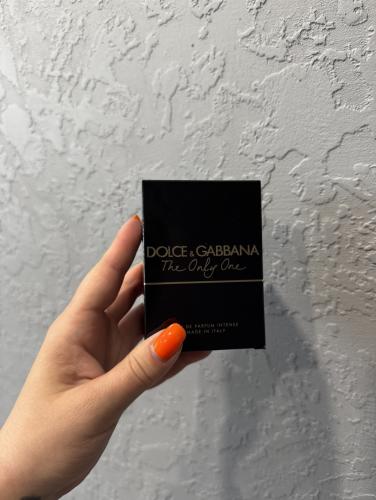 DOLCE & GABBANA
The Only One
DE PARFUM INTENSE
MADE IN ITALY